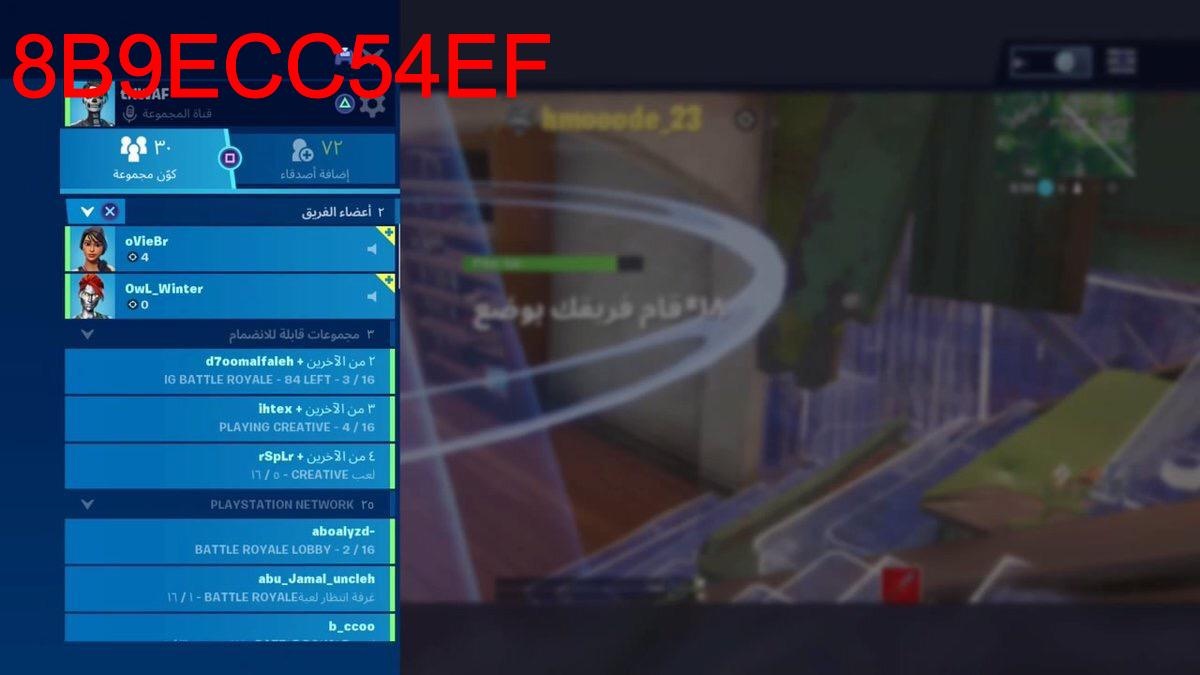 8B9ECC54EF
قناة المجموعة
٣٠
٧٢
كوّن مجموعة
إضافة أصدقاء
٢ أعضاء الفريق
oVieBr
4
OwL_Winter
0
٣ مجموعات قابلة للانضمام
٢ من الآخرين + d7oomalfaleh
IG BATTLE ROYALE - 84 LEFT - 3 / 16
٣ من الآخرين + ihtex
PLAYING CREATIVE - 4 / 16
٤ من الآخرين + rSpLr
لعب CREATIVE - ٥ / ١٦
PLAYSTATION NETWORK ٢٥
aboalyzd-
BATTLE ROYALE LOBBY - 2 / 16
abu_Jamal_uncleh
غرفة انتظار لعبةBATTLE ROYALE - ١ / ١٦
b_ccoo
hmooode_23
قام فريقك بوضع